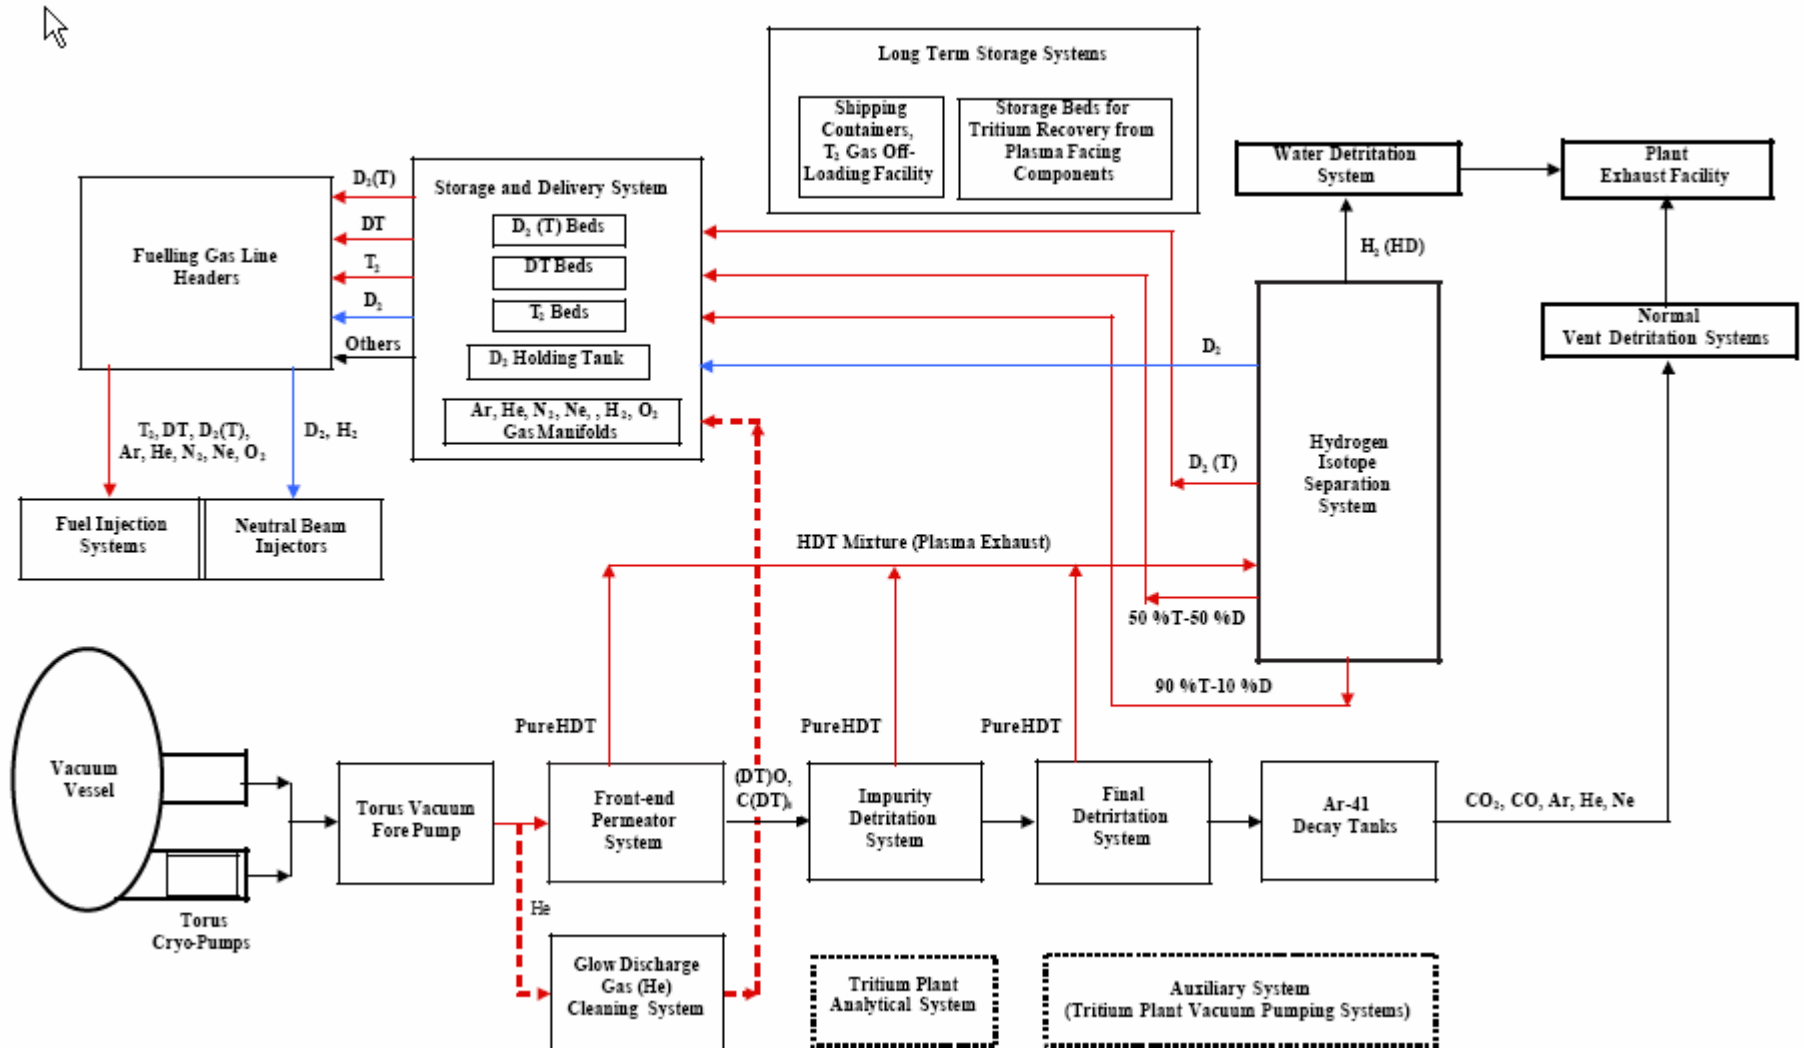 Long Term Storage Systems
Shipping
Containers,
T₂ Gas Off-
Loading Facility
Storage Beds for
Tritium Recovery from
Plasma Facing
Components
Water Detritation
System
Plant
Exhaust Facility
H₂ (HD)
Normal
Vent Detritation Systems
Storage and Delivery System
D₂ (T) Beds
DT Beds
T₂ Beds
D₂ Holding Tank
Ar, He, N₂, Ne, , H₂, O₂
Gas Manifolds
D₂(T)
DT
T₂
D₂
Others
Fuelling Gas Line
Headers
T₂, DT, D₂(T),
Ar, He, N₂, Ne, O₂
D₂, H₂
Fuel Injection
Systems
Neutral Beam
Injectors
D₂
D₂ (T)
Hydrogen
Isotope
Separation
System
HDT Mixture (Plasma Exhaust)
50 %T-50 %D
90 %T-10 %D
PureHDT
PureHDT
PureHDT
Vacuum
Vessel
Torus
Cryo-Pumps
Torus Vacuum
Fore Pump
Front-end
Permeator
System
(DT)O,
Impurity
Detritation
System
Final
Detrirtation
System
Ar-41
Decay Tanks
CO₂, CO, Ar, He, Ne
He
Glow Discharge
Gas (He)
Cleaning System
Tritium Plant
Analytical System
Auxiliary System
(Tritium Plant Vacuum Pumping Systems)